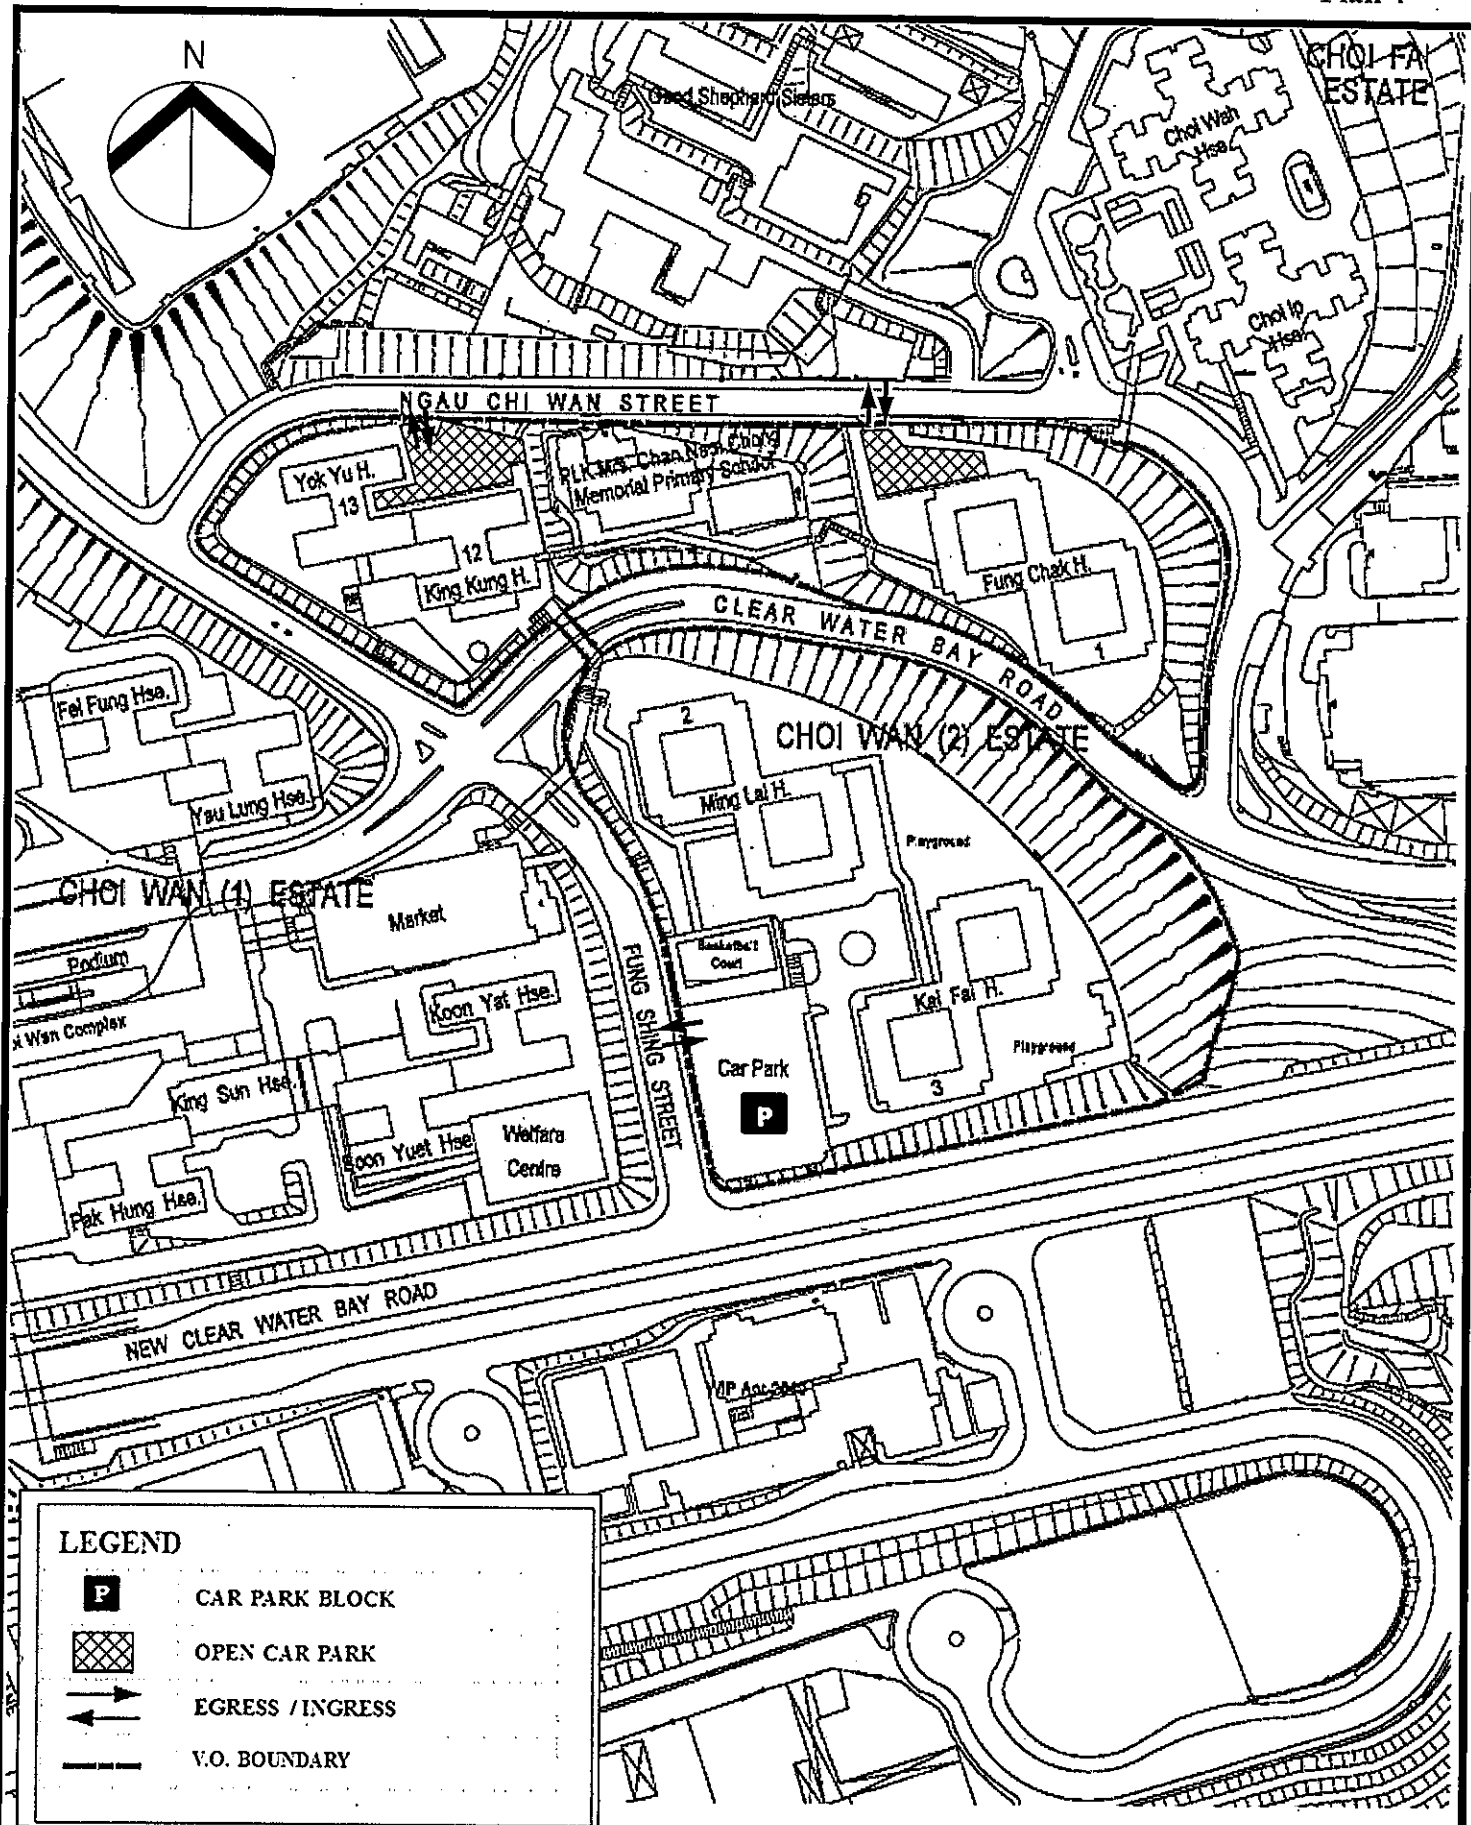 N
CHOI FAI
ESTATE
Good Shepherd Sisters
Choi Wah
Hse.
Choi Ip
Hse.
NGAU CHI WAN STREET
Yok Yu H.
13
PLK Mrs. Chan Nam Chong
Memorial Primary School
12
King Kung H.
Fung Chak H.
1
CLEAR WATER BAY ROAD
Fei Fung Hse.
2
CHOI WAN (2) ESTATE
Ming Lai H.
Yau Lung Hse.
Playground
CHOI WAN (1) ESTATE
Market
Basketball
Court
Podium
FUNG SHING STREET
Koon Yat Hse.
Kai Fai H.
Wan Complex
Playground
Car Park
King Sun Hse.
3
P
Welfare
Centre
Yuet Hse
Pak Hung Hse.
NEW CLEAR WATER BAY ROAD
LEGEND
P CAR PARK BLOCK
OPEN CAR PARK
EGRESS / INGRESS
V.O. BOUNDARY